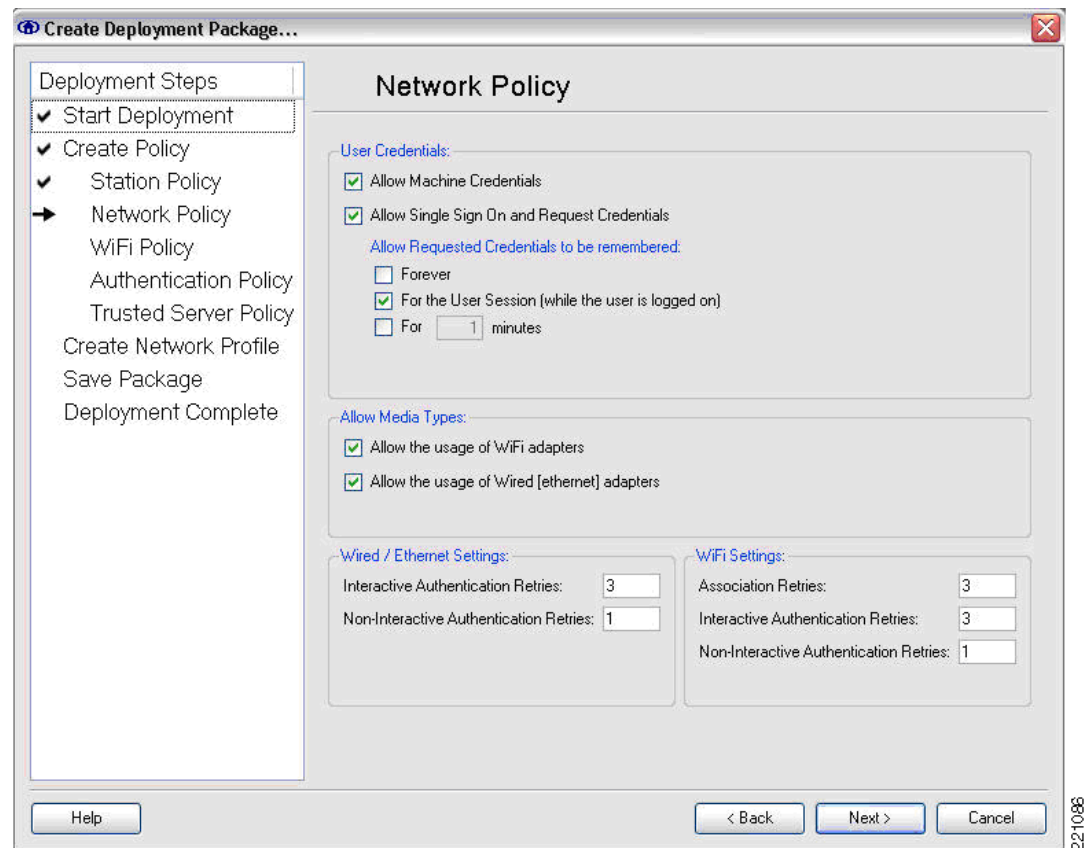 Create Deployment Package...
Deployment Steps
Start Deployment
Create Policy
Station Policy
Network Policy
WiFi Policy
Authentication Policy
Trusted Server Policy
Create Network Profile
Save Package
Deployment Complete
Network Policy
User Credentials:
Allow Machine Credentials
Allow Single Sign On and Request Credentials
Allow Requested Credentials to be remembered:
Forever
For the User Session (while the user is logged on)
For 1 minutes
Allow Media Types:
Allow the usage of WiFi adapters
Allow the usage of Wired [ethernet] adapters
Wired / Ethernet Settings:
Interactive Authentication Retries: 3
Non-Interactive Authentication Retries: 1
WiFi Settings:
Association Retries: 3
Interactive Authentication Retries: 3
Non-Interactive Authentication Retries: 1
Help
< Back
Next >
Cancel
221086